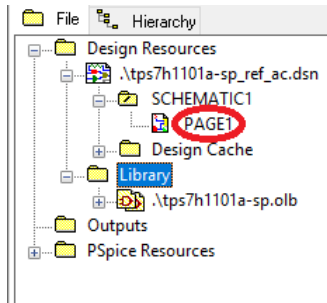 File Hierarchy
Design Resources
.\tps7h1101a-sp_ref_ac.dsn
SCHEMATIC1
PAGE1
Design Cache
Library
.\tps7h1101a-sp.olb
Outputs
PSpice Resources